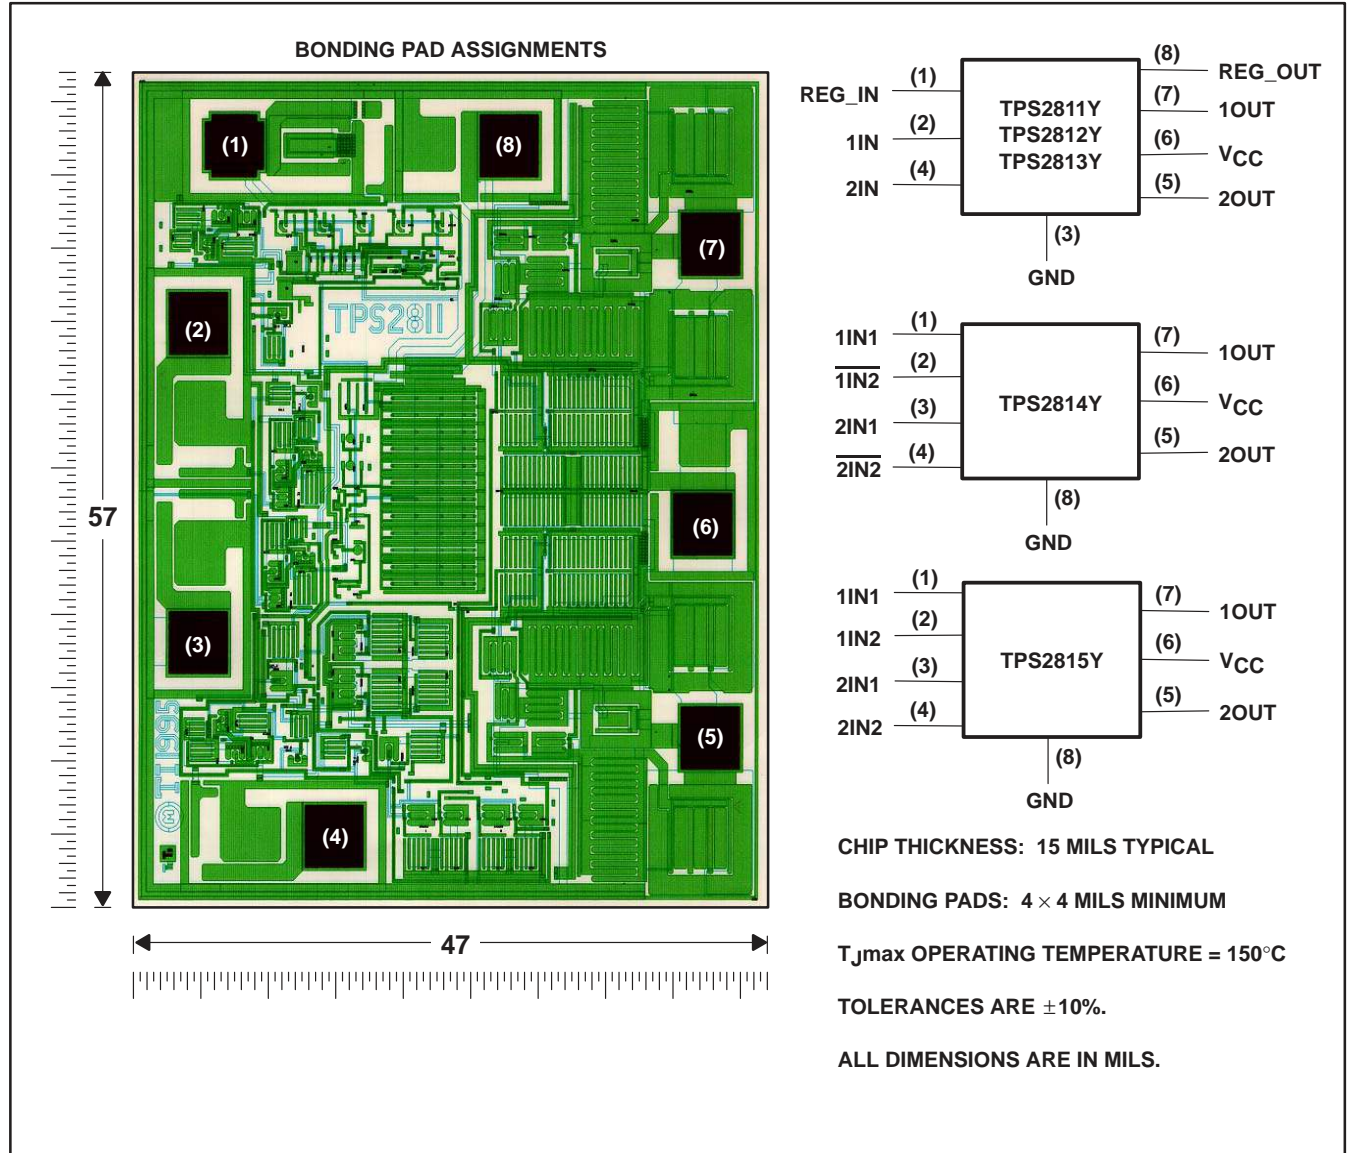 BONDING PAD ASSIGNMENTS
(1)
(8)
(7)
(2)
TPS2811
(6)
(3)
(5)
(4)
57
47
REG_IN
(1)
1IN
(2)
2IN
(4)
TPS2811Y
TPS2812Y
TPS2813Y
(8)
REG_OUT
(7)
1OUT
(6)
VCC
(5)
2OUT
(3)
GND
1IN1
(1)
1IN2
(2)
2IN1
(3)
2IN2
(4)
TPS2814Y
(7)
1OUT
(6)
VCC
(5)
2OUT
(8)
GND
1IN1
(1)
1IN2
(2)
2IN1
(3)
2IN2
(4)
TPS2815Y
(7)
1OUT
(6)
VCC
(5)
2OUT
(8)
GND
CHIP THICKNESS: 15 MILS TYPICAL
BONDING PADS: 4 × 4 MILS MINIMUM
TJmax OPERATING TEMPERATURE = 150°C
TOLERANCES ARE ±10%.
ALL DIMENSIONS ARE IN MILS.